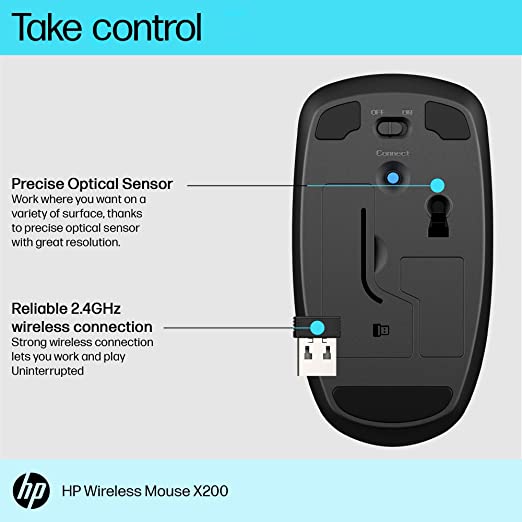 Take control
OFF ON
Connect
Precise Optical Sensor
Work where you want on a
variety of surface, thanks
to precise optical sensor
with great resolution.
Reliable 2.4GHz
wireless connection
Strong wireless connection
lets you work and play
Uninterrupted
hp
HP Wireless Mouse X200